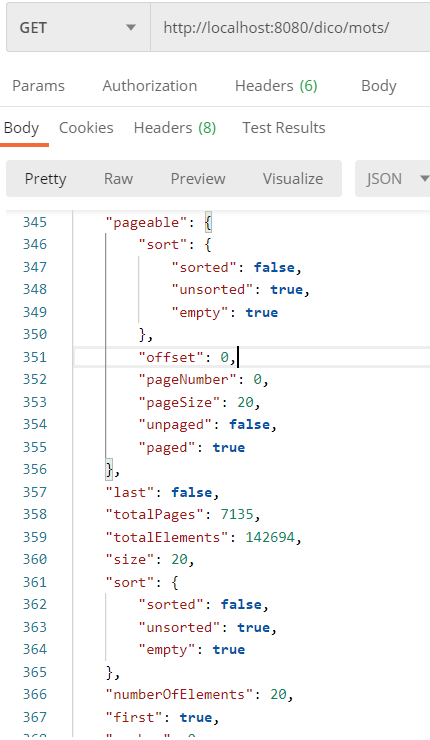 GET http://localhost:8080/dico/mots/
Params Authorization Headers (6) Body
Body Cookies Headers (8) Test Results
Pretty Raw Preview Visualize JSON
345 "pageable": {
346 "sort": {
347 "sorted": false,
348 "unsorted": true,
349 "empty": true
350 },
351 "offset": 0,
352 "pageNumber": 0,
353 "pageSize": 20,
354 "unpaged": false,
355 "paged": true
356 },
357 "last": false,
358 "totalPages": 7135,
359 "totalElements": 142694,
360 "size": 20,
361 "sort": {
362 "sorted": false,
363 "unsorted": true,
364 "empty": true
365 },
366 "numberOfElements": 20,
367 "first": true,